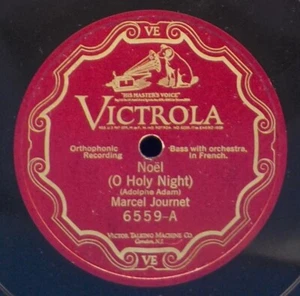 VE
"HIS MASTER'S VOICE"
VICTROLA
Orthophonic Recording
Bass with orchestra, In French.
Noël
(O Holy Night)
(Adolphe Adam)
Marcel Journet
6559-A
VICTOR TALKING MACHINE CO.
Camden, N.J.
VE